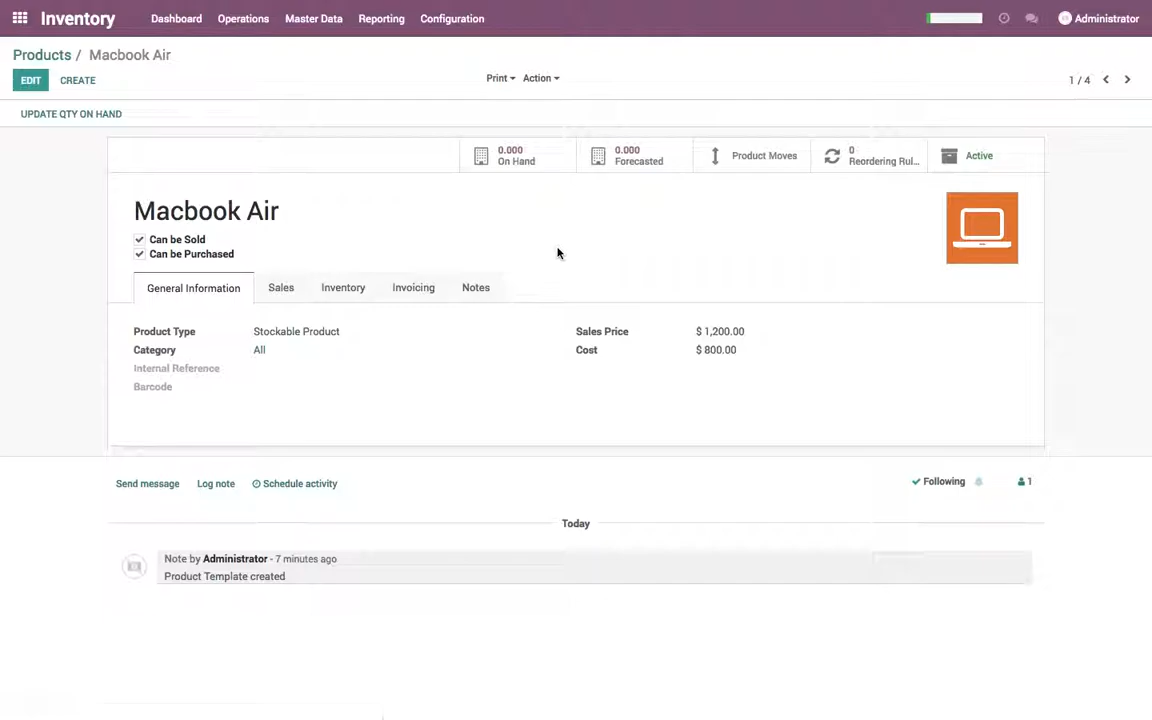 Inventory Dashboard Operations Master Data Reporting Configuration Administrator
Products / Macbook Air
EDIT CREATE Print Action 1 / 4
UPDATE QTY ON HAND
0.000 On Hand
0.000 Forecasted
Product Moves
0 Reordering Rul...
Active
Macbook Air
Can be Sold
Can be Purchased
General Information Sales Inventory Invoicing Notes
Product Type Stockable Product Sales Price $ 1,200.00
Category All Cost $ 800.00
Internal Reference
Barcode
Send message Log note Schedule activity Following 1
Today
Note by Administrator - 7 minutes ago
Product Template created